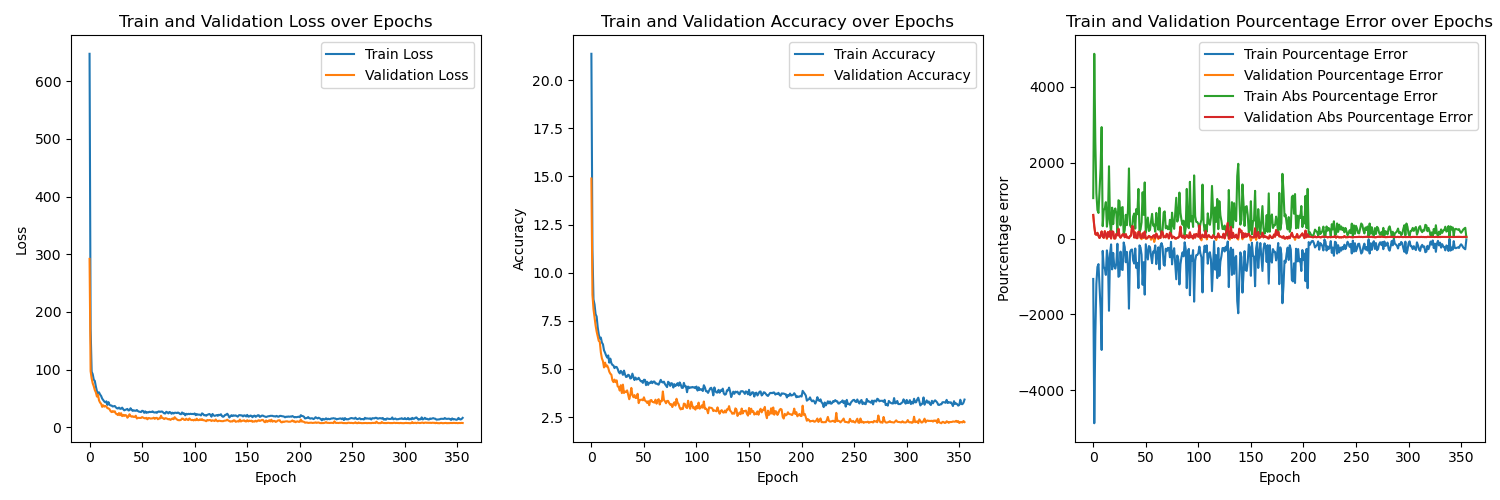 Train and Validation Loss over Epochs
Train Loss
Validation Loss
600
500
400
300
200
100
0
Loss
0 50 100 150 200 250 300 350
Epoch
Train and Validation Accuracy over Epochs
Train Accuracy
Validation Accuracy
20.0
17.5
15.0
12.5
10.0
7.5
5.0
2.5
Accuracy
0 50 100 150 200 250 300 350
Epoch
Train and Validation Pourcentage Error over Epochs
Train Pourcentage Error
Validation Pourcentage Error
Train Abs Pourcentage Error
Validation Abs Pourcentage Error
4000
2000
0
−2000
−4000
Pourcentage error
0 50 100 150 200 250 300 350
Epoch